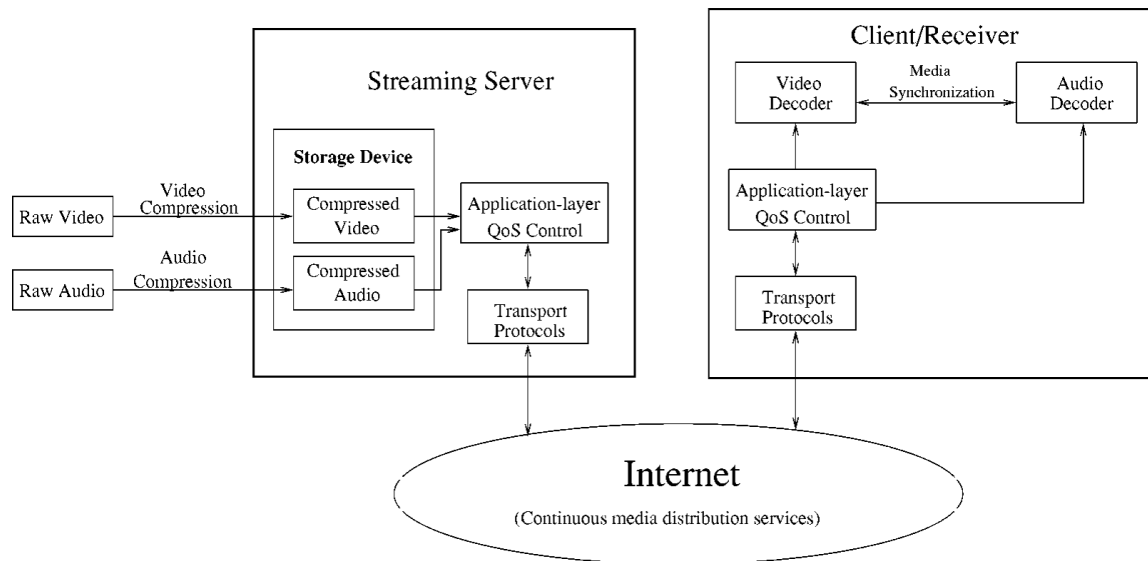 Streaming Server
Storage Device
Raw Video
Video
Compression
Compressed
Video
Application-layer
QoS Control
Raw Audio
Audio
Compression
Compressed
Audio
Transport
Protocols
Client/Receiver
Video
Decoder
Media
Synchronization
Audio
Decoder
Application-layer
QoS Control
Transport
Protocols
Internet
(Continuous media distribution services)